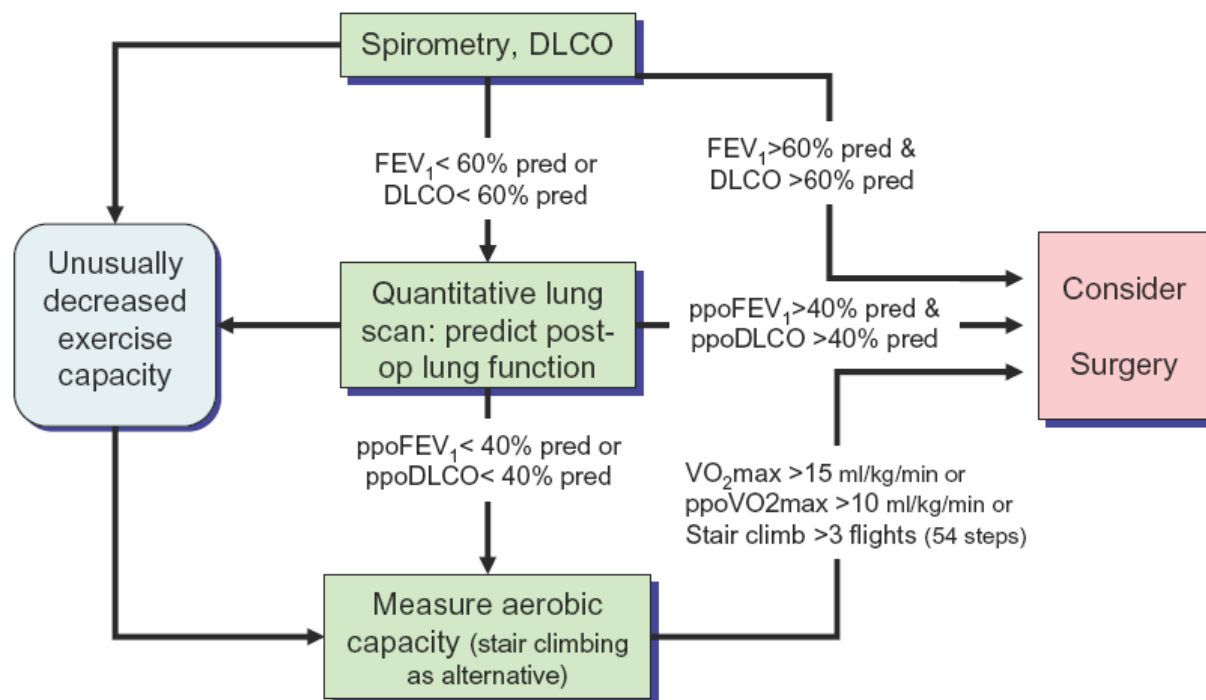 Spirometry, DLCO
FEV₁< 60% pred or
DLCO< 60% pred
FEV₁>60% pred &
DLCO >60% pred
Unusually
decreased
exercise
capacity
Quantitative lung
scan: predict post-
op lung function
ppoFEV₁>40% pred &
ppoDLCO >40% pred
Consider
Surgery
ppoFEV₁< 40% pred or
ppoDLCO< 40% pred
VO₂max >15 ml/kg/min or
ppoVO2max >10 ml/kg/min or
Stair climb >3 flights (54 steps)
Measure aerobic
capacity (stair climbing
as alternative)